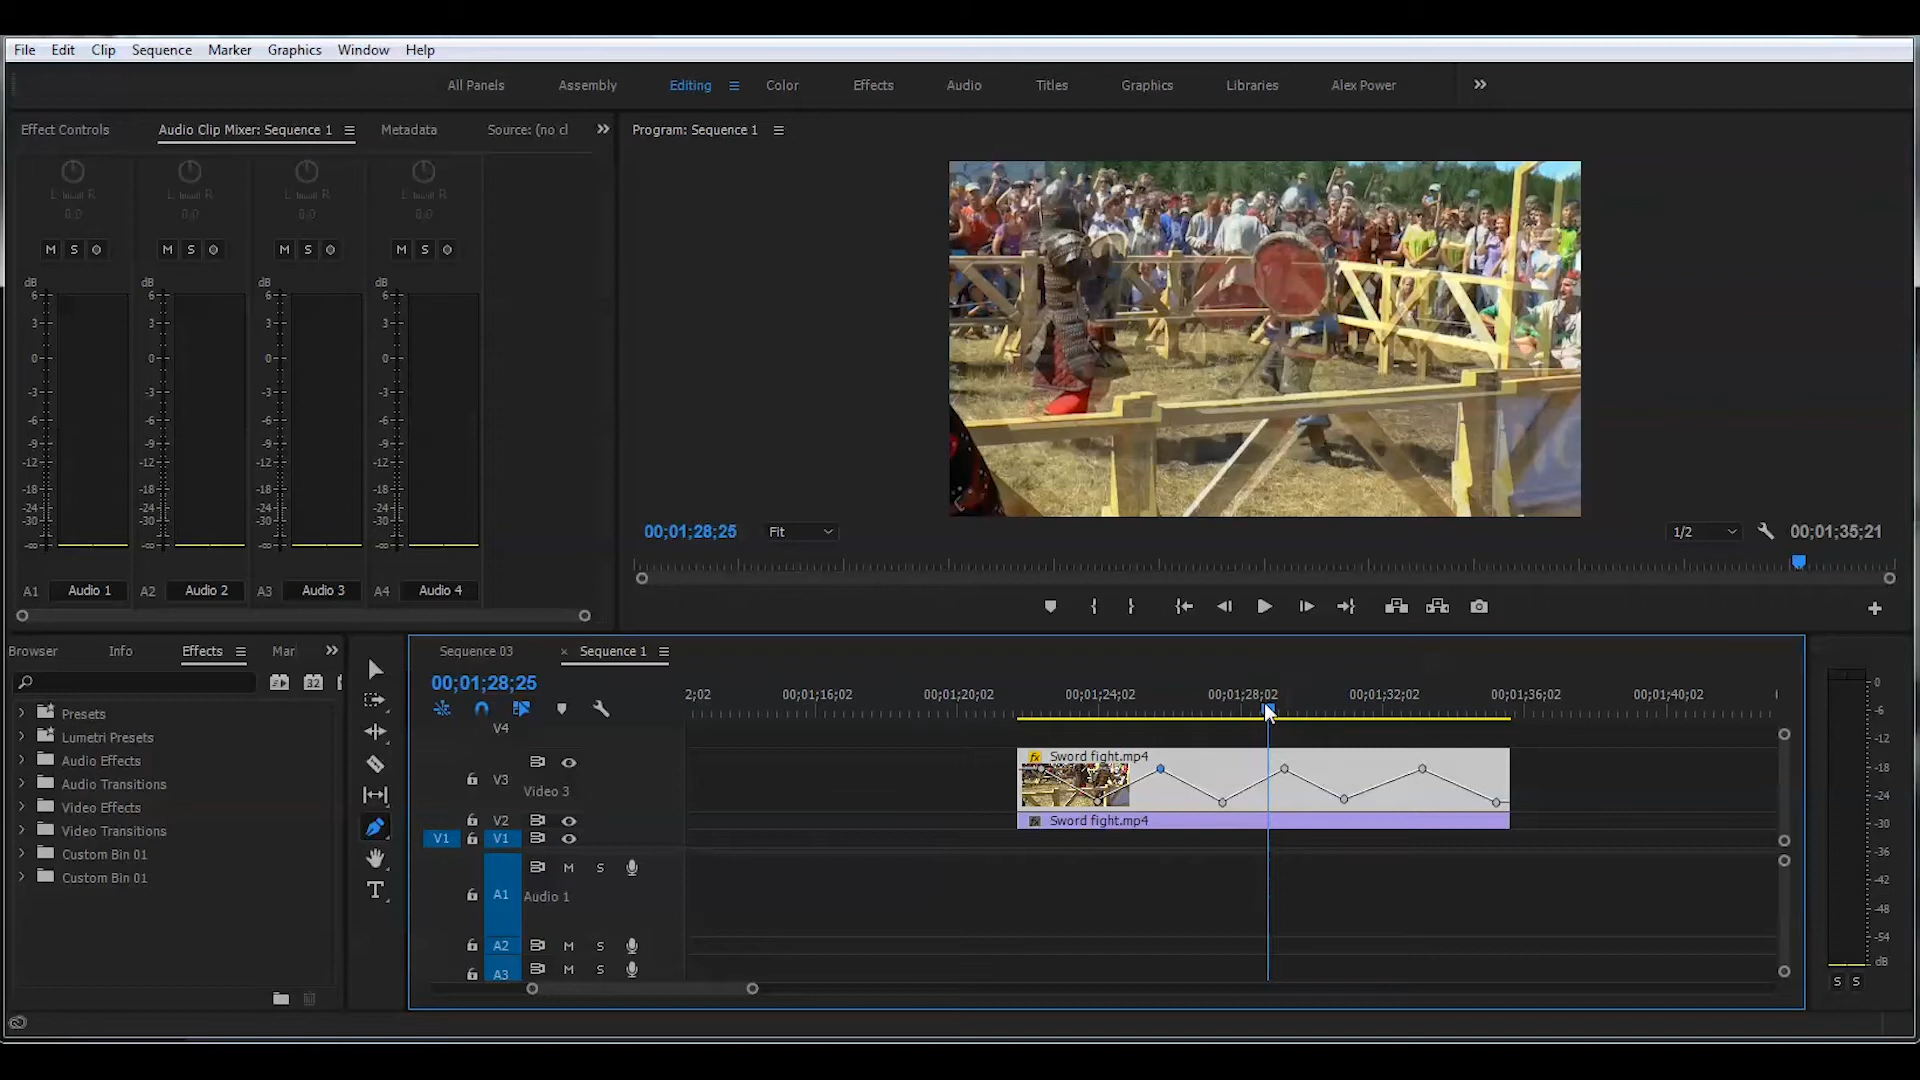 File Edit Clip Sequence Marker Graphics Window Help
All Panels Assembly Editing Color Effects Audio Titles Graphics Libraries Alex Power
Effect Controls Audio Clip Mixer: Sequence 1 Metadata Source: (no cl
Program: Sequence 1
L R L R L R L R
0.0 0.0 0.0 0.0
M S M S M S M S
dB dB dB dB
6 6 6 6
3 3 3 3
0 0 0 0
-3 -3 -3 -3
-6 -6 -6 -6
-9 -9 -9 -9
-12 -12 -12 -12
-18 -18 -18 -18
-24 -24 -24 -24
-30 -30 -30 -30
-∞ -∞ -∞ -∞
A1 Audio 1 A2 Audio 2 A3 Audio 3 A4 Audio 4
00;01;28;25 Fit 1/2 00;01;35;21
Browser Info Effects Mar
32
Presets
Lumetri Presets
Audio Effects
Audio Transitions
Video Effects
Video Transitions
Custom Bin 01
Custom Bin 01
Sequence 03 × Sequence 1
00;01;28;25
2;02 00;01;16;02 00;01;20;02 00;01;24;02 00;01;28;02 00;01;32;02 00;01;36;02 00;01;40;02
V4
fx Sword fight.mp4
V3
Video 3
V2
fx Sword fight.mp4
V1 V1
M S
A1 Audio 1
A2 M S
A3 M S
T
0
-6
-12
-18
-24
-30
-36
-42
-48
-54
dB
S S